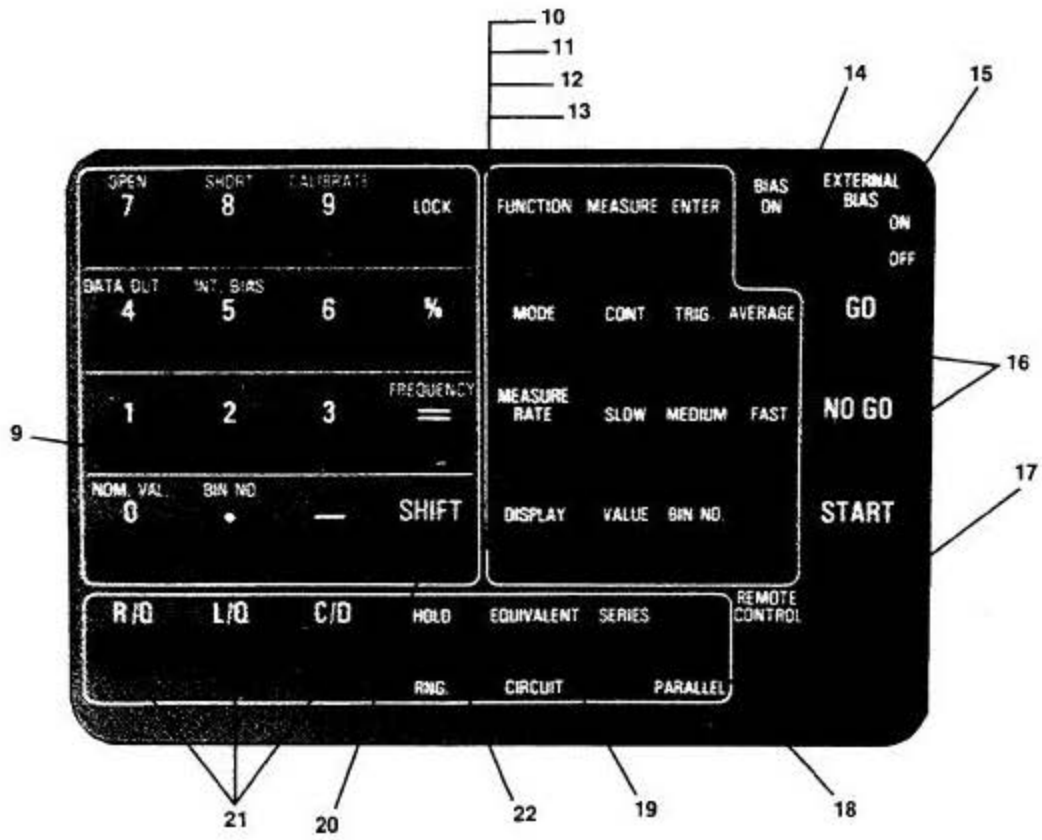 10
11
12
13
14
15
OPEN SHORT CALIBRATE
7 8 9 LOCK
FUNCTION MEASURE ENTER
BIAS ON
EXTERNAL BIAS
ON
OFF
DATA OUT INT. BIAS
4 5 6 %
MODE CONT TRIG. AVERAGE
GO
16
FREQUENCY
1 2 3 =
MEASURE RATE
SLOW MEDIUM FAST
NO GO
9
NOM. VAL. BIN NO
0 . — SHIFT
DISPLAY VALUE BIN NO.
START
17
R/Q L/Q C/D HOLD EQUIVALENT SERIES
REMOTE CONTROL
RNG. CIRCUIT PARALLEL
21
20
22
19
18